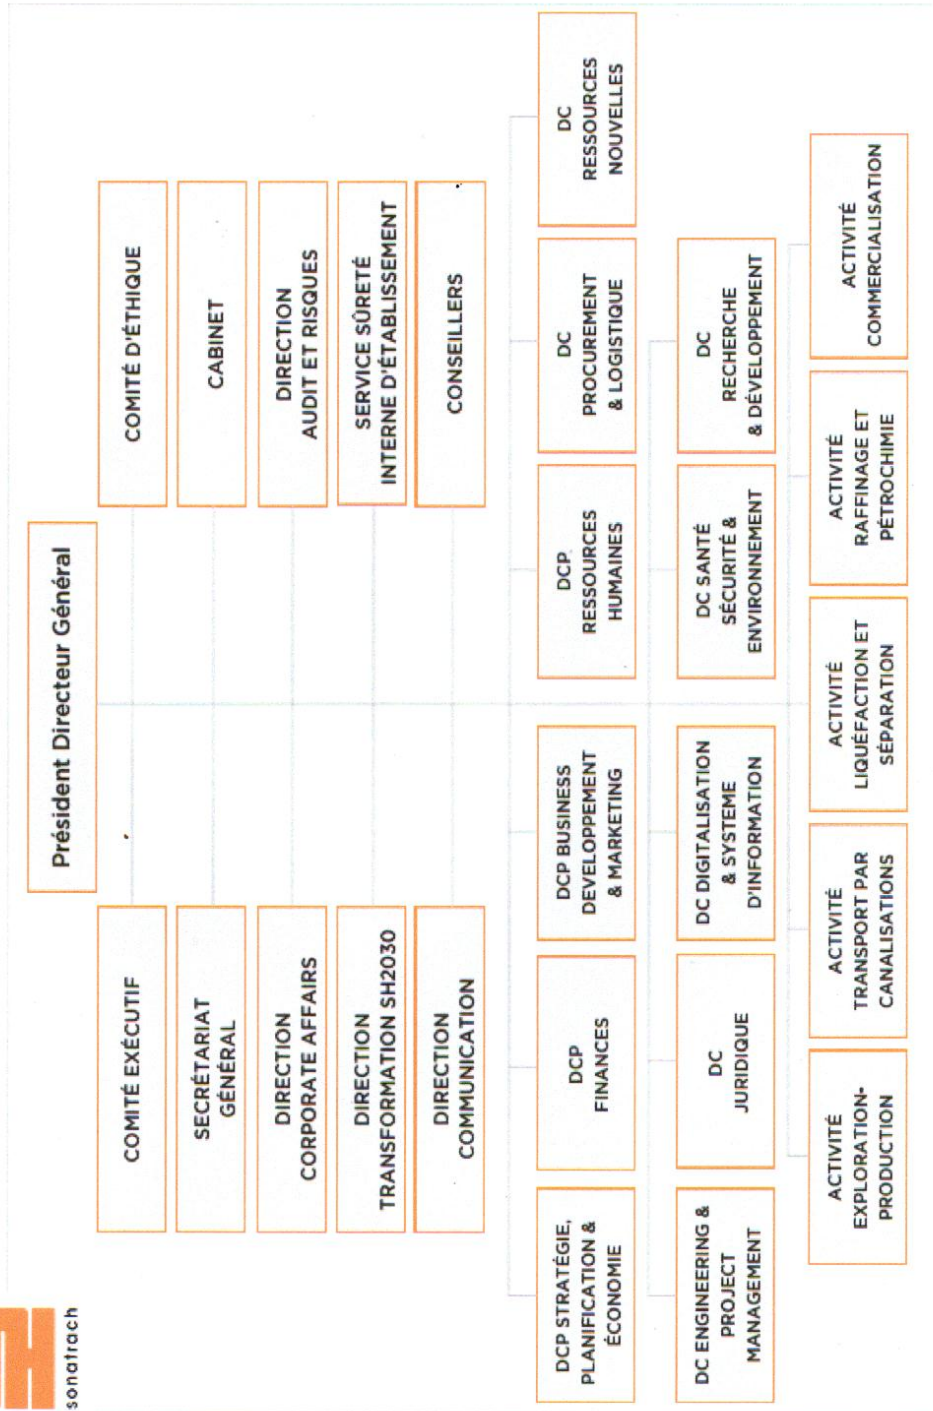 sonatrach
Président Directeur Général
COMITÉ EXÉCUTIF
SECRÉTARIAT
GÉNÉRAL
DIRECTION
CORPORATE AFFAIRS
DIRECTION
TRANSFORMATION SH2030
DIRECTION
COMMUNICATION
COMITÉ D'ÉTHIQUE
CABINET
DIRECTION
AUDIT ET RISQUES
SERVICE SÛRETÉ
INTERNE D'ÉTABLISSEMENT
CONSEILLERS
DCP STRATÉGIE,
PLANIFICATION &
ÉCONOMIE
DCP
FINANCES
DCP BUSINESS
DEVELOPPEMENT
& MARKETING
DCP
RESSOURCES
HUMAINES
DC
PROCUREMENT
& LOGISTIQUE
DC
RESSOURCES
NOUVELLES
DC ENGINEERING &
PROJECT
MANAGEMENT
DC
JURIDIQUE
DC DIGITALISATION
& SYSTEME
D'INFORMATION
DC SANTÉ
SÉCURITÉ &
ENVIRONNEMENT
DC
RECHERCHE
& DÉVELOPPEMENT
ACTIVITÉ
EXPLORATION-
PRODUCTION
ACTIVITÉ
TRANSPORT PAR
CANALISATIONS
ACTIVITÉ
LIQUÉFACTION ET
SÉPARATION
ACTIVITÉ
RAFFINAGE ET
PÉTROCHIMIE
ACTIVITÉ
COMMERCIALISATION